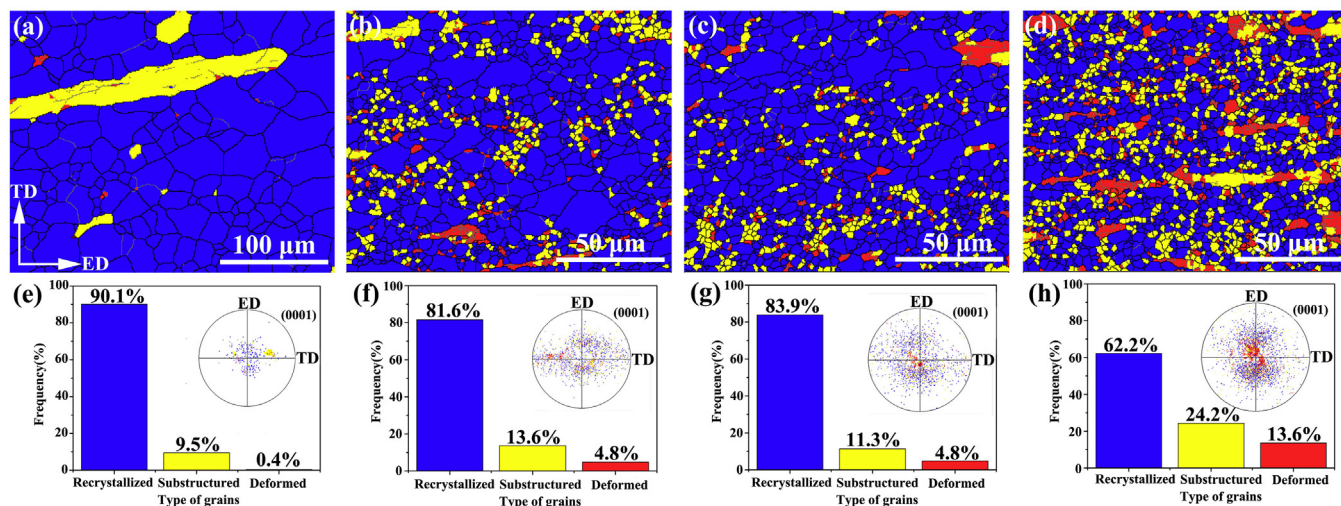 (a)
TD
ED
100 μm
(b)
50 μm
(c)
50 μm
(d)
50 μm
(e)
100
80
60
40
20
0
Frequency(%)
90.1%
9.5%
0.4%
ED
(0001)
TD
Recrystallized Substructured Deformed
Type of grains
(f)
100
80
60
40
20
0
Frequency(%)
81.6%
13.6%
4.8%
ED
(0001)
TD
Recrystallized Substructured Deformed
Type of grains
(g)
100
80
60
40
20
0
Frequency(%)
83.9%
11.3%
4.8%
ED
(0001)
TD
Recrystallized Substructured Deformed
Type of grains
(h)
100
80
60
40
20
0
Frequency(%)
62.2%
24.2%
13.6%
ED
(0001)
TD
Recrystallized Substructured Deformed
Type of grains